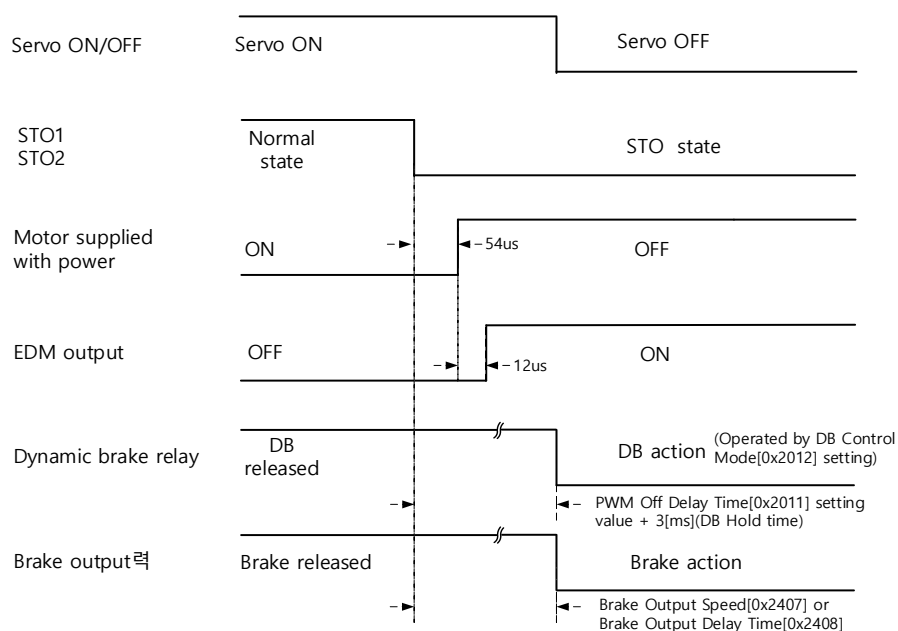 Servo ON/OFF
Servo ON
Servo OFF
STO1
STO2
Normal
state
STO state
Motor supplied
with power
ON
54us
OFF
EDM output
OFF
12us
ON
Dynamic brake relay
DB
released
DB action
(Operated by DB Control
Mode[0x2012] setting)
PWM Off Delay Time[0x2011] setting
value + 3[ms](DB Hold time)
Brake output력
Brake released
Brake action
Brake Output Speed[0x2407] or
Brake Output Delay Time[0x2408]